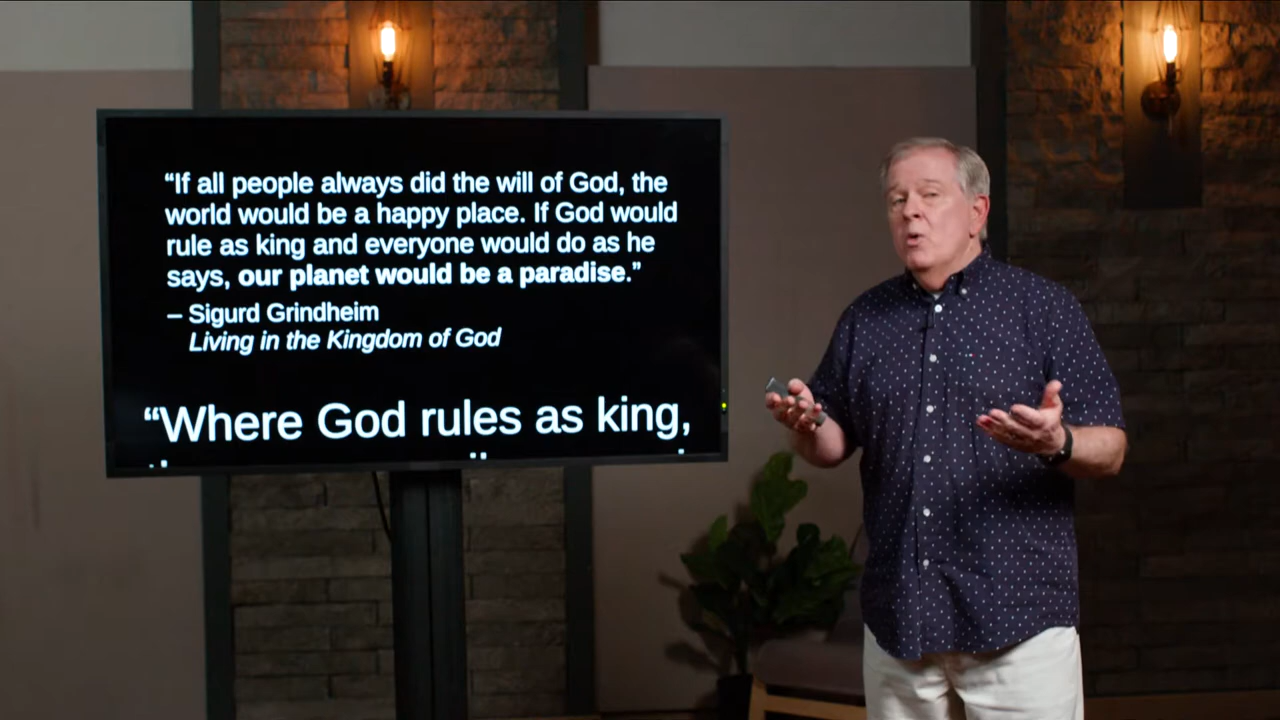 “If all people always did the will of God, the
world would be a happy place. If God would
rule as king and everyone would do as he
says, our planet would be a paradise.”
– Sigurd Grindheim
Living in the Kingdom of God
“Where God rules as king,